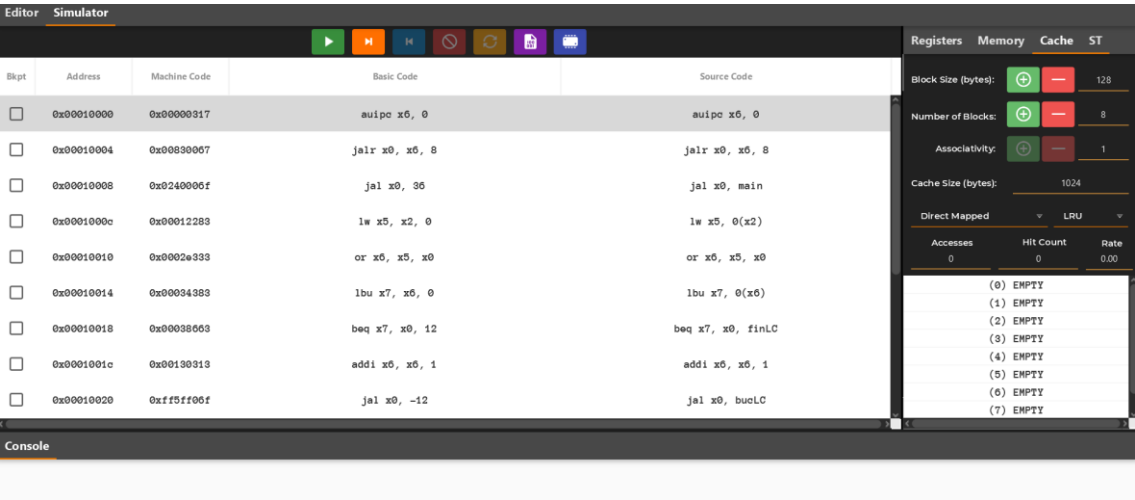 Editor Simulator
Registers Memory Cache ST
Bkpt Address Machine Code Basic Code Source Code
0x00010000 0x00000317 auipc x6, 0 auipc x6, 0
0x00010004 0x00830067 jalr x0, x6, 8 jalr x0, x6, 8
0x00010008 0x0240006f jal x0, 36 jal x0, main
0x0001000c 0x00012283 lw x5, x2, 0 lw x5, 0(x2)
0x00010010 0x0002e333 or x6, x5, x0 or x6, x5, x0
0x00010014 0x00034383 lbu x7, x6, 0 lbu x7, 0(x6)
0x00010018 0x00038663 beq x7, x0, 12 beq x7, x0, finLC
0x0001001c 0x00130313 addi x6, x6, 1 addi x6, x6, 1
0x00010020 0xff5ff06f jal x0, -12 jal x0, bucLC
Block Size (bytes): 128
Number of Blocks: 8
Associativity: 1
Cache Size (bytes): 1024
Direct Mapped LRU
Accesses Hit Count Rate
0 0 0.00
(0) EMPTY
(1) EMPTY
(2) EMPTY
(3) EMPTY
(4) EMPTY
(5) EMPTY
(6) EMPTY
(7) EMPTY
Console